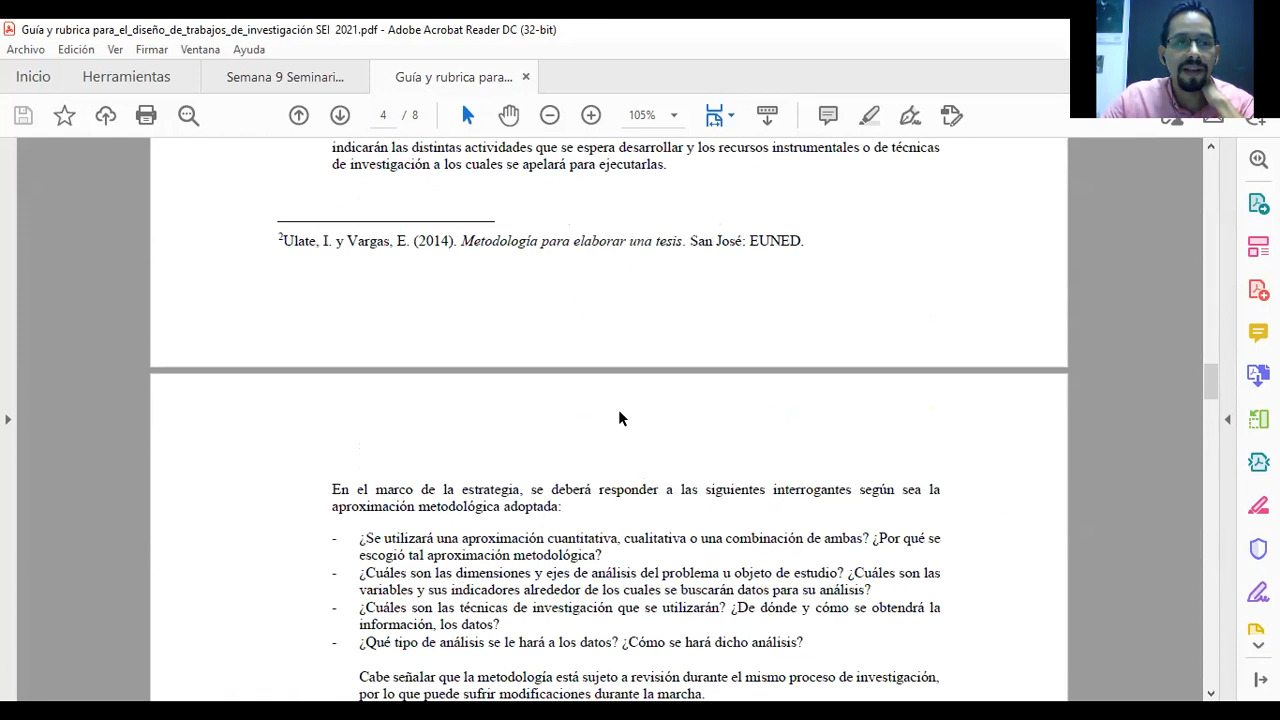 Guía y rubrica para_el_diseño_de_trabajos_de_investigación SEI 2021.pdf - Adobe Acrobat Reader DC (32-bit)
Archivo Edición Ver Firmar Ventana Ayuda
Inicio Herramientas Semana 9 Seminari... Guía y rubrica para... ×
4 / 8 105%
indicarán las distintas actividades que se espera desarrollar y los recursos instrumentales o de técnicas
de investigación a los cuales se apelará para ejecutarlas.
2Ulate, I. y Vargas, E. (2014). Metodología para elaborar una tesis. San José: EUNED.
En el marco de la estrategia, se deberá responder a las siguientes interrogantes según sea la
aproximación metodológica adoptada:
- ¿Se utilizará una aproximación cuantitativa, cualitativa o una combinación de ambas? ¿Por qué se
escogió tal aproximación metodológica?
- ¿Cuáles son las dimensiones y ejes de análisis del problema u objeto de estudio? ¿Cuáles son las
variables y sus indicadores alrededor de los cuales se buscarán datos para su análisis?
- ¿Cuáles son las técnicas de investigación que se utilizarán? ¿De dónde y cómo se obtendrá la
información, los datos?
- ¿Qué tipo de análisis se le hará a los datos? ¿Cómo se hará dicho análisis?
Cabe señalar que la metodología está sujeto a revisión durante el mismo proceso de investigación,
por lo que puede sufrir modificaciones durante la marcha.